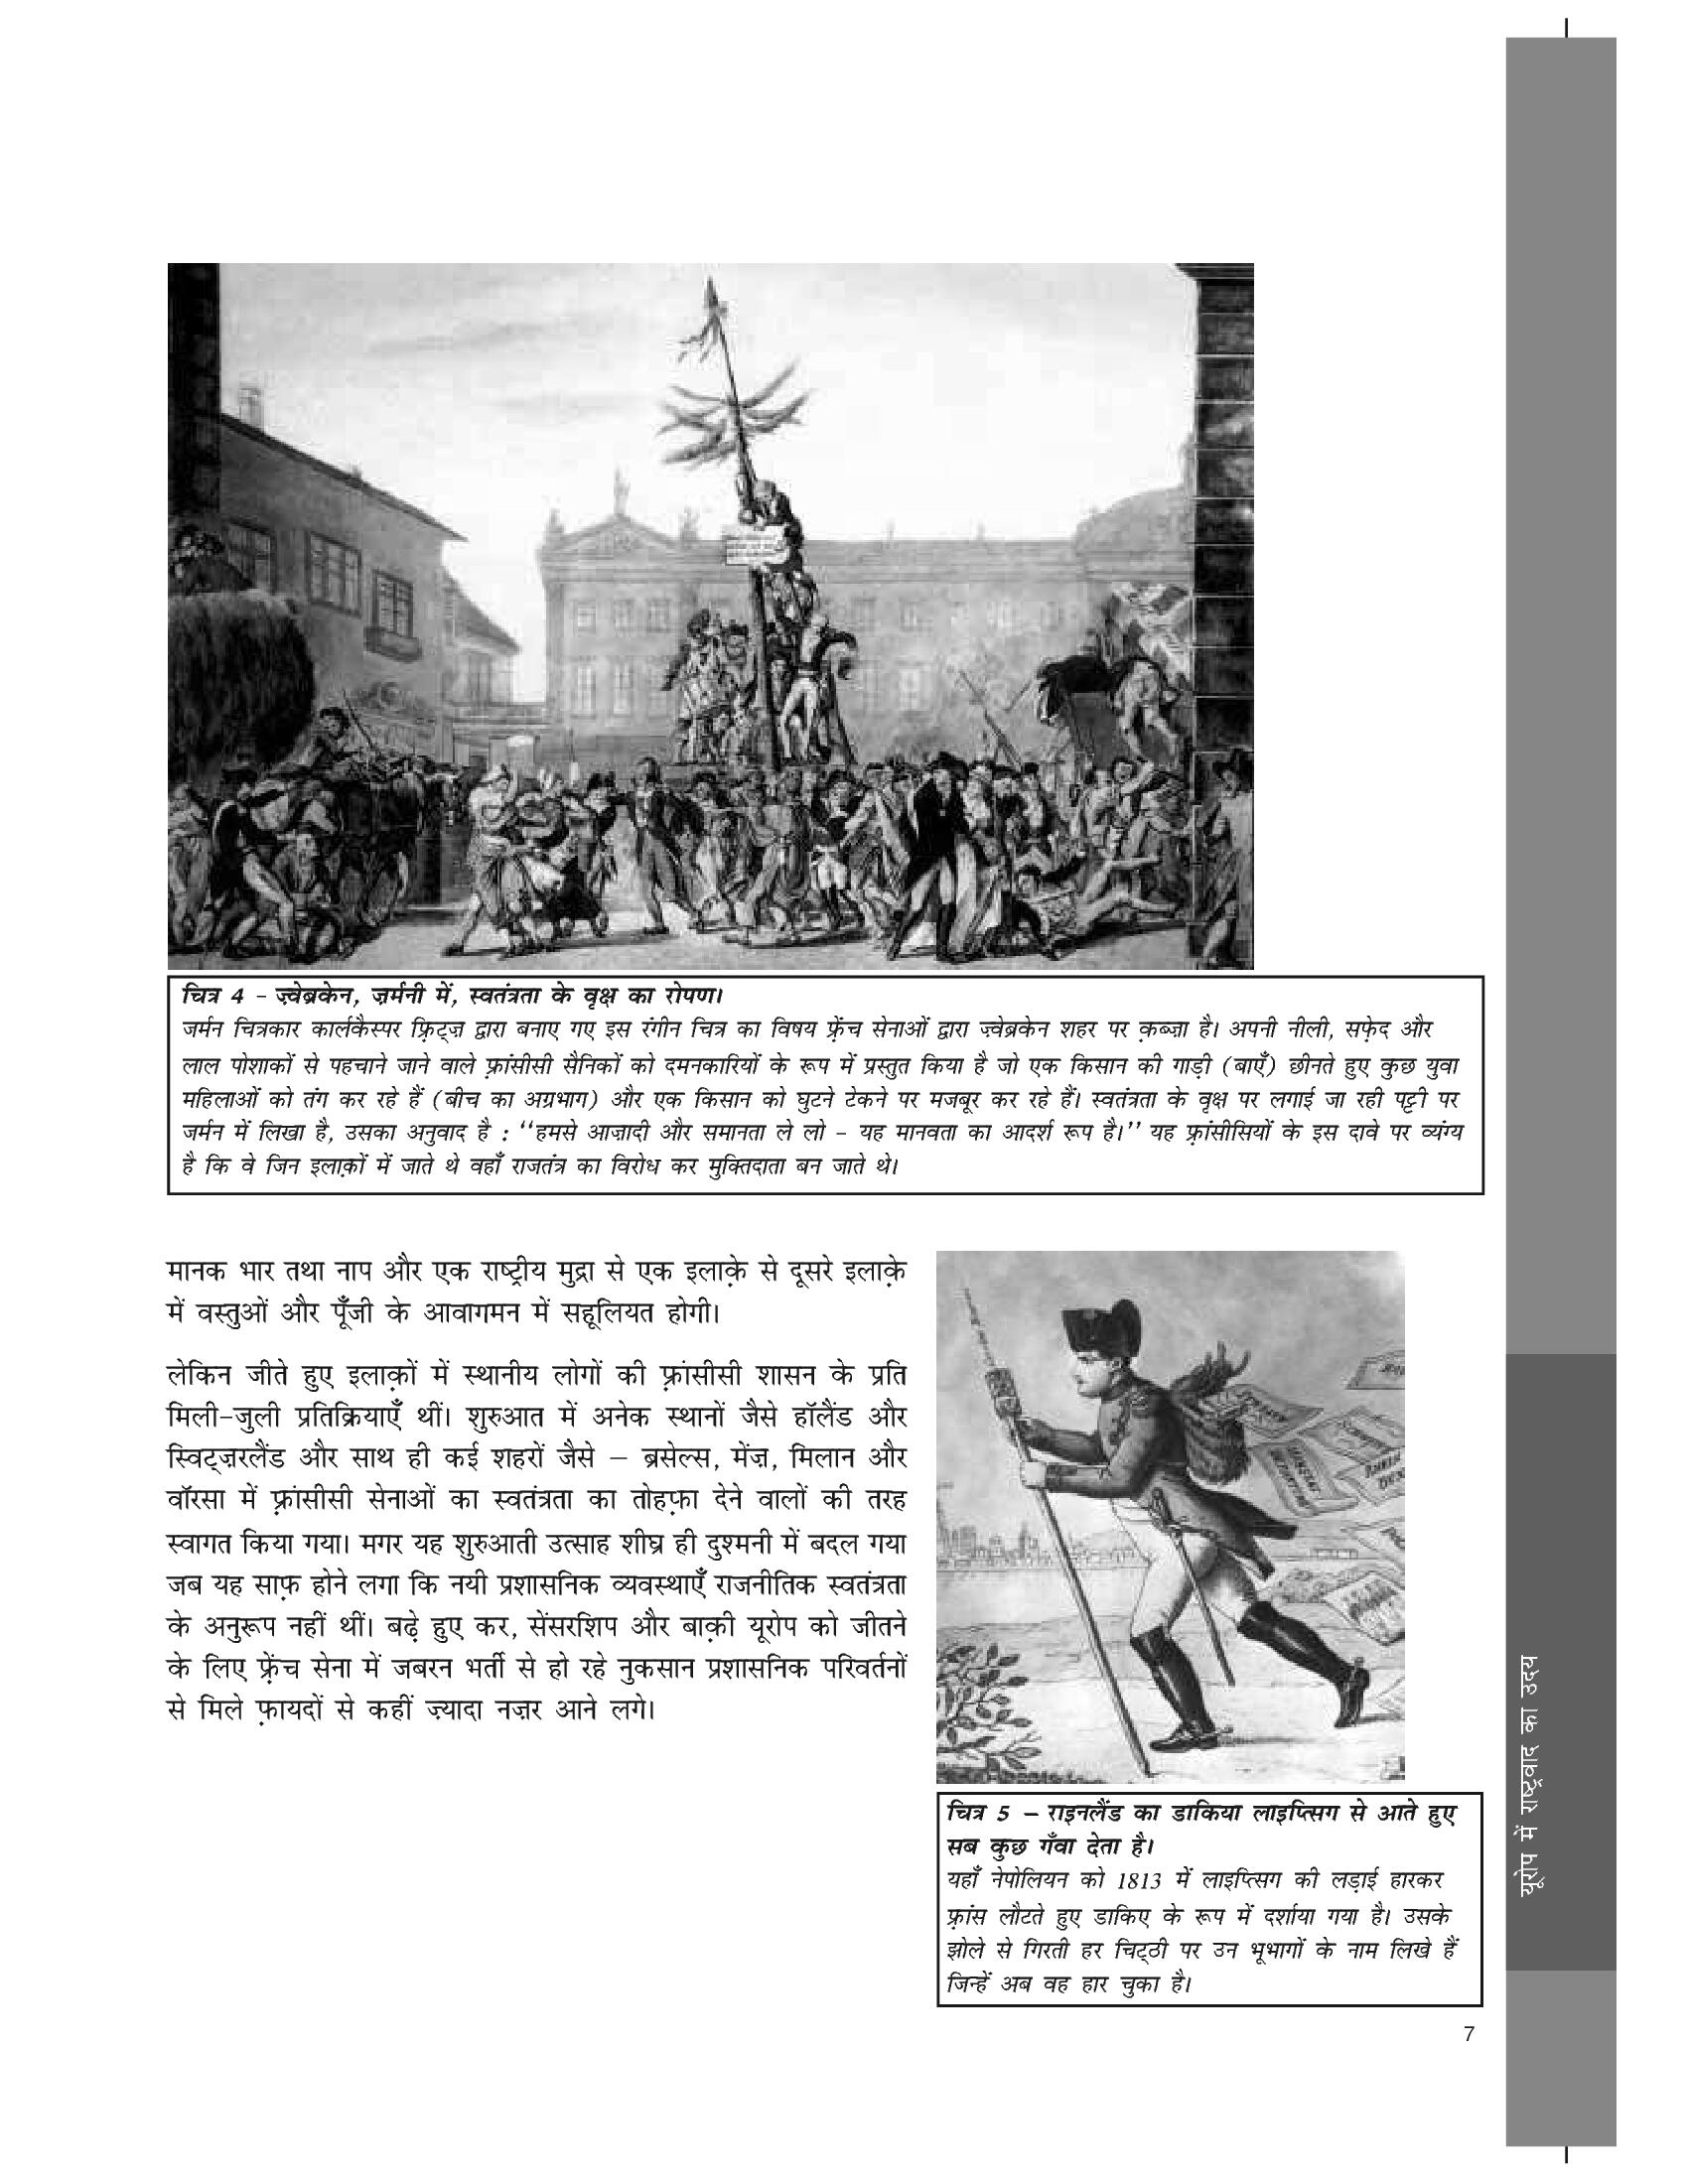 चित्र 4 – ज़्वेब्रकेन, ज़र्मनी में, स्वतंत्रता के वृक्ष का रोपण।
जर्मन चित्रकार कार्लकैस्पर फ़्रिट्ज़ द्वारा बनाए गए इस रंगीन चित्र का विषय फ़्रेंच सेनाओं द्वारा ज़्वेब्रकेन शहर पर क़ब्ज़ा है। अपनी नीली, सफ़ेद और
लाल पोशाकों से पहचाने जाने वाले फ़्रांसीसी सैनिकों को दमनकारियों के रूप में प्रस्तुत किया है जो एक किसान की गाड़ी (बाएँ) छीनते हुए कुछ युवा
महिलाओं को तंग कर रहे हैं (बीच का अग्रभाग) और एक किसान को घुटने टेकने पर मजबूर कर रहे हैं। स्वतंत्रता के वृक्ष पर लगाई जा रही पट्टी पर
जर्मन में लिखा है, उसका अनुवाद है : ‘‘हमसे आज़ादी और समानता ले लो – यह मानवता का आदर्श रूप है।’’ यह फ़्रांसीसियों के इस दावे पर व्यंग्य
है कि वे जिन इलाक़ों में जाते थे वहाँ राजतंत्र का विरोध कर मुक्तिदाता बन जाते थे।
मानक भार तथा नाप और एक राष्ट्रीय मुद्रा से एक इलाक़े से दूसरे इलाक़े
में वस्तुओं और पूँजी के आवागमन में सहूलियत होगी।
लेकिन जीते हुए इलाक़ों में स्थानीय लोगों की फ़्रांसीसी शासन के प्रति
मिली-जुली प्रतिक्रियाएँ थीं। शुरुआत में अनेक स्थानों जैसे हॉलैंड और
स्विट्ज़रलैंड और साथ ही कई शहरों जैसे – ब्रसेल्स, मेंज़, मिलान और
वॉरसा में फ़्रांसीसी सेनाओं का स्वतंत्रता का तोहफ़ा देने वालों की तरह
स्वागत किया गया। मगर यह शुरुआती उत्साह शीघ्र ही दुश्मनी में बदल गया
जब यह साफ़ होने लगा कि नयी प्रशासनिक व्यवस्थाएँ राजनीतिक स्वतंत्रता
के अनुरूप नहीं थीं। बढ़े हुए कर, सेंसरशिप और बाक़ी यूरोप को जीतने
के लिए फ़्रेंच सेना में जबरन भर्ती से हो रहे नुकसान प्रशासनिक परिवर्तनों
से मिले फ़ायदों से कहीं ज़्यादा नज़र आने लगे।
चित्र 5 – राइनलैंड का डाकिया लाइप्त्सिग से आते हुए
सब कुछ गँवा देता है।
यहाँ नेपोलियन को 1813 में लाइप्त्सिग की लड़ाई हारकर
फ़्रांस लौटते हुए डाकिए के रूप में दर्शाया गया है। उसके
झोले से गिरती हर चिट्ठी पर उन भूभागों के नाम लिखे हैं
जिन्हें अब वह हार चुका है।
यूरोप में राष्ट्रवाद का उदय
7